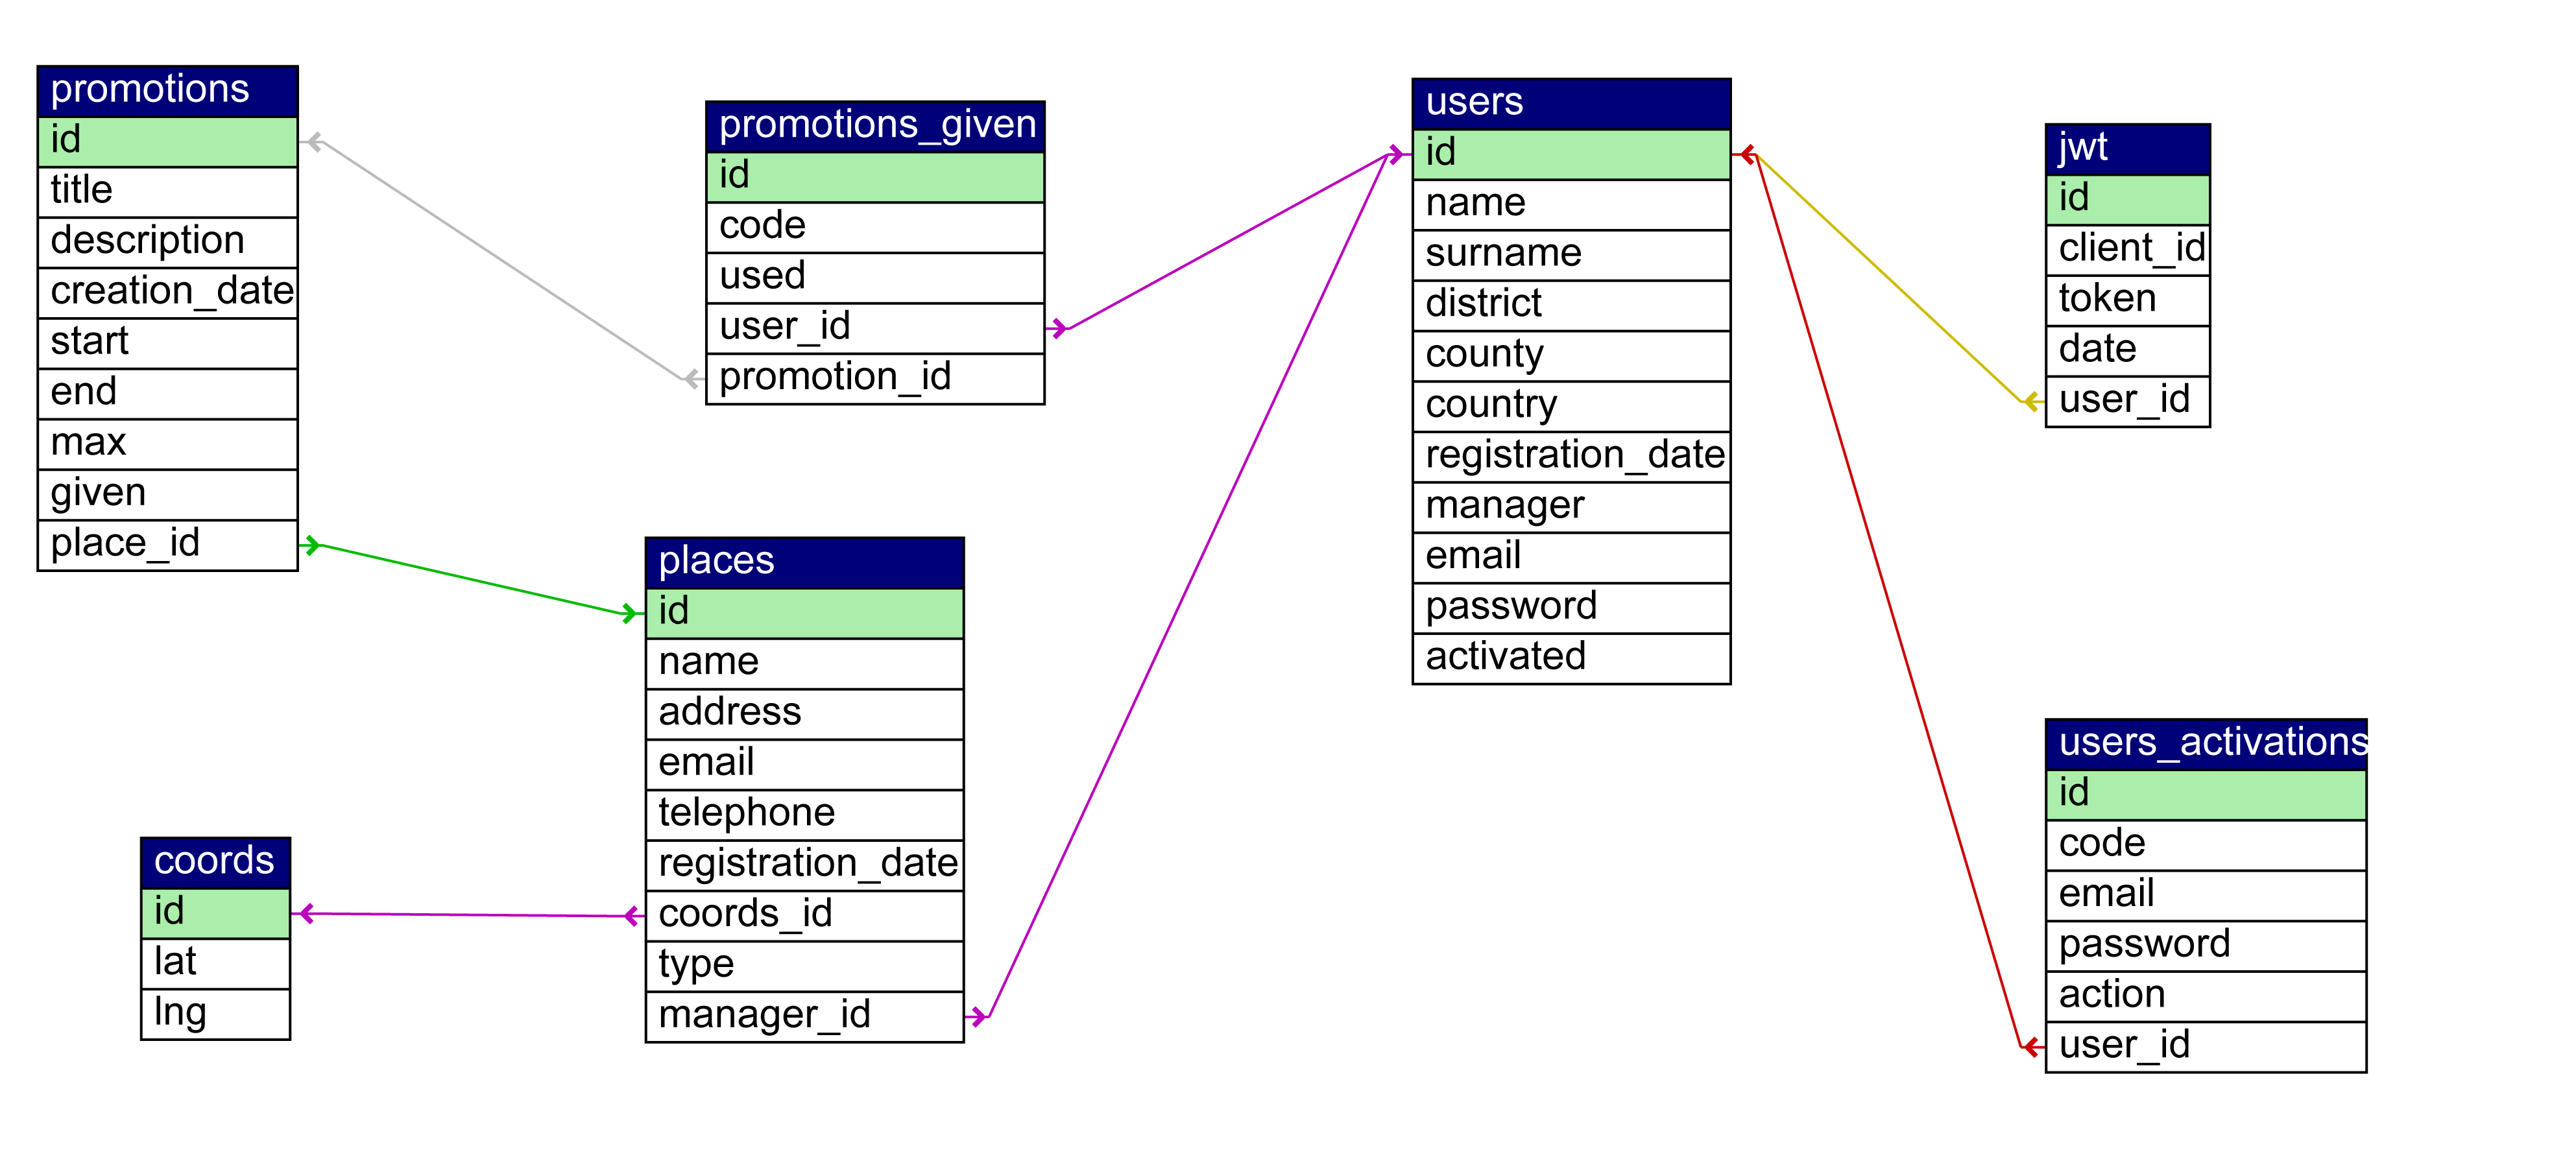 promotions
id
title
description
creation_date
start
end
max
given
place_id
promotions_given
id
code
used
user_id
promotion_id
users
id
name
surname
district
county
country
registration_date
manager
email
password
activated
jwt
id
client_id
token
date
user_id
places
id
name
address
email
telephone
registration_date
coords_id
type
manager_id
coords
id
lat
lng
users_activations
id
code
email
password
action
user_id